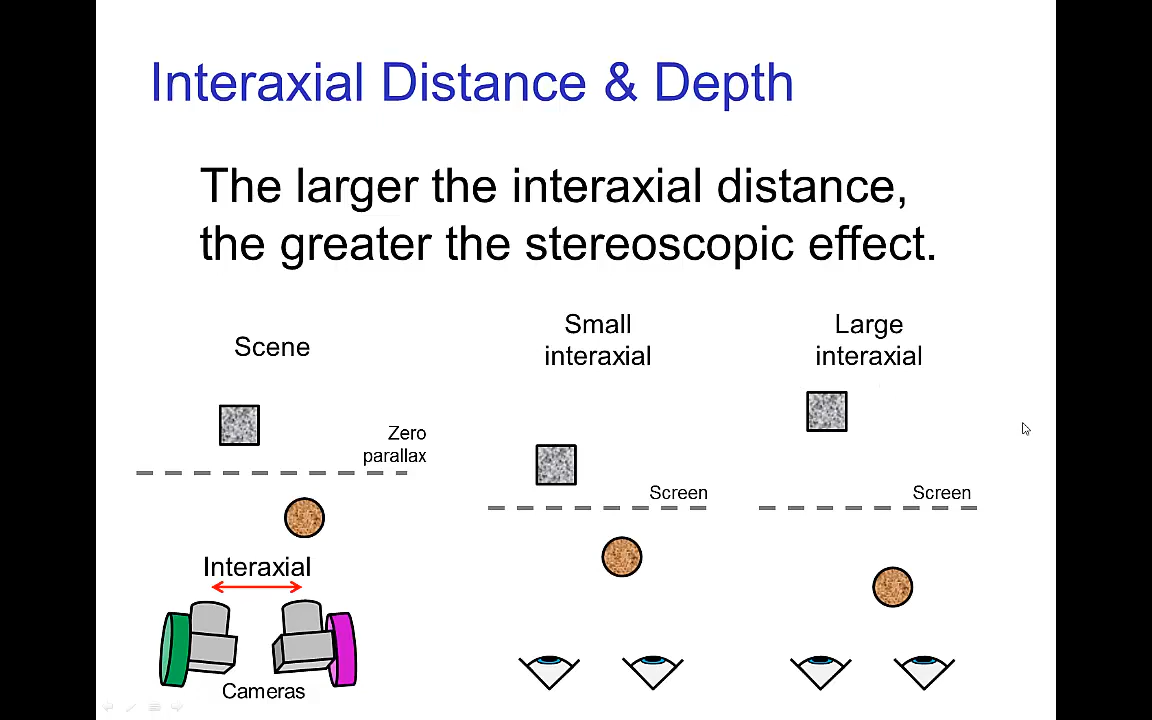 Interaxial Distance & Depth
The larger the interaxial distance,
the greater the stereoscopic effect.
Scene
Small
interaxial
Large
interaxial
Zero
parallax
Screen
Screen
Interaxial
Cameras